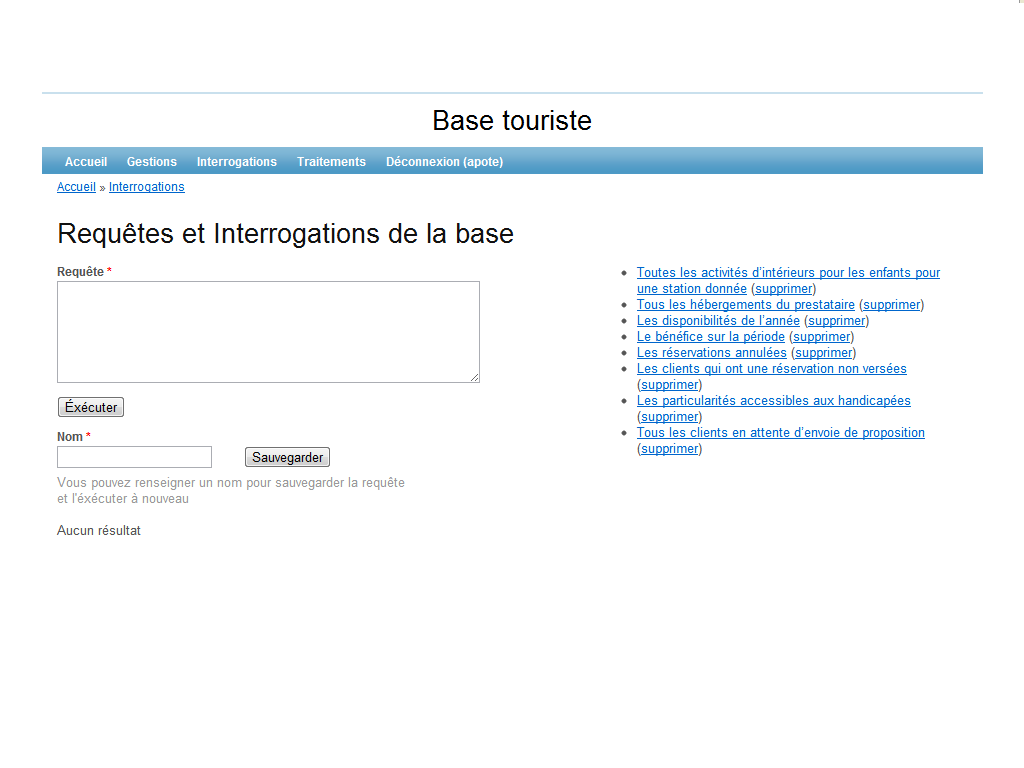 Base touriste
Accueil Gestions Interrogations Traitements Déconnexion (apote)
Accueil » Interrogations
Requêtes et Interrogations de la base
Requête *
Éxécuter
Nom *
Sauvegarder
Vous pouvez renseigner un nom pour sauvegarder la requête
et l'éxécuter à nouveau
Aucun résultat
Toutes les activités d'intérieurs pour les enfants pour
une station donnée (supprimer)
Tous les hébergements du prestataire (supprimer)
Les disponibilités de l'année (supprimer)
Le bénéfice sur la période (supprimer)
Les réservations annulées (supprimer)
Les clients qui ont une réservation non versées
(supprimer)
Les particularités accessibles aux handicapées
(supprimer)
Tous les clients en attente d'envoie de proposition
(supprimer)